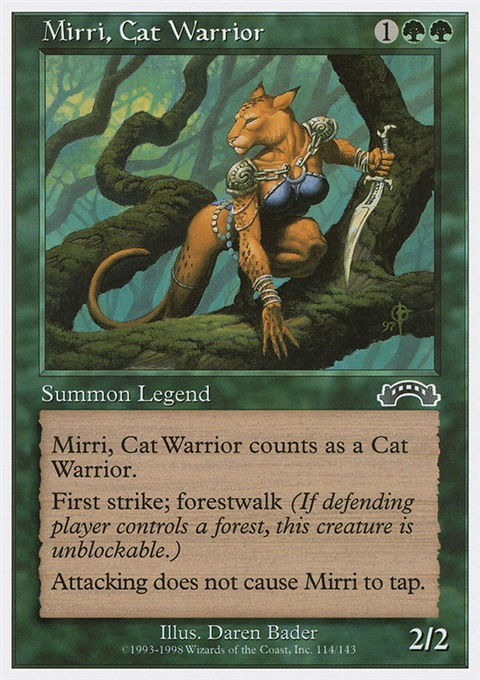 Mirri, Cat Warrior 1
97
Summon Legend
Mirri, Cat Warrior counts as a Cat
Warrior.
First strike; forestwalk (If defending
player controls a forest, this creature is
unblockable.)
Attacking does not cause Mirri to tap.
Illus. Daren Bader
2/2
©1993-1998 Wizards of the Coast, Inc. 114/143